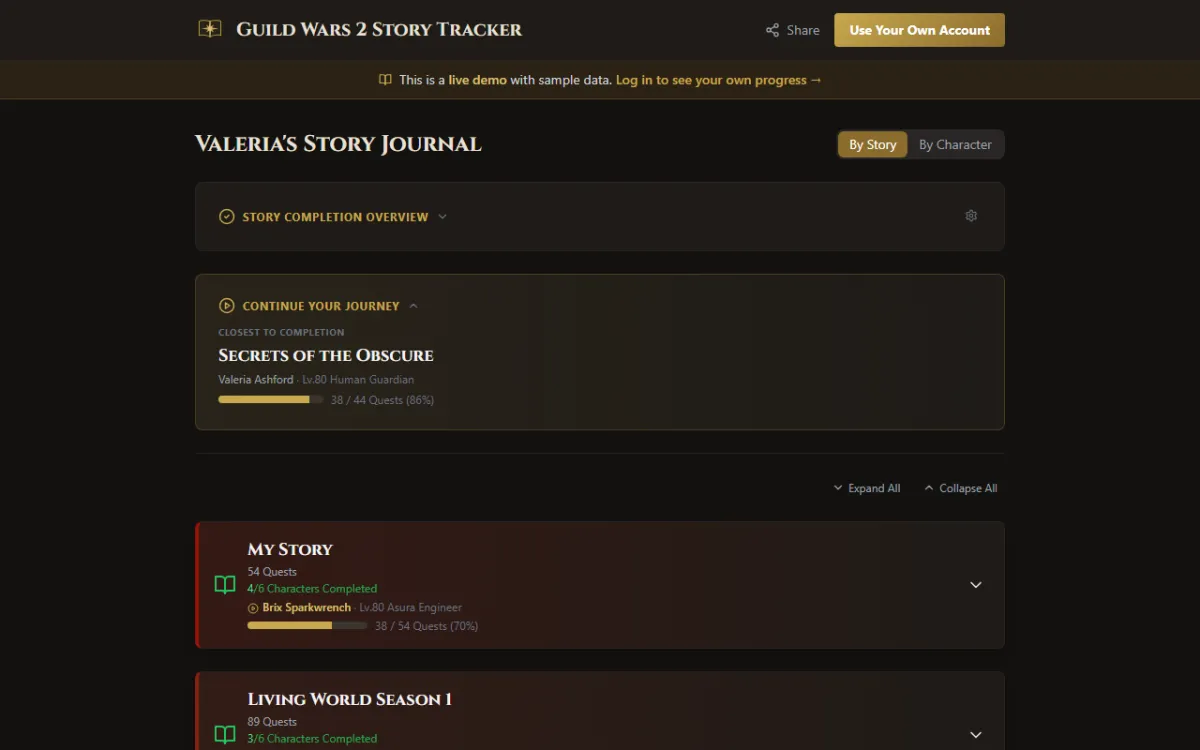 Guild Wars 2 Story Tracker
Share
Use Your Own Account
This is a live demo with sample data. Log in to see your own progress →
Valeria's Story Journal
By Story
By Character
STORY COMPLETION OVERVIEW
CONTINUE YOUR JOURNEY
CLOSEST TO COMPLETION
Secrets of the Obscure
Valeria Ashford · Lv.80 Human Guardian
38 / 44 Quests (86%)
Expand All
Collapse All
My Story
54 Quests
4/6 Characters Completed
Brix Sparkwrench · Lv.80 Asura Engineer
38 / 54 Quests (70%)
Living World Season 1
89 Quests
3/6 Characters Completed